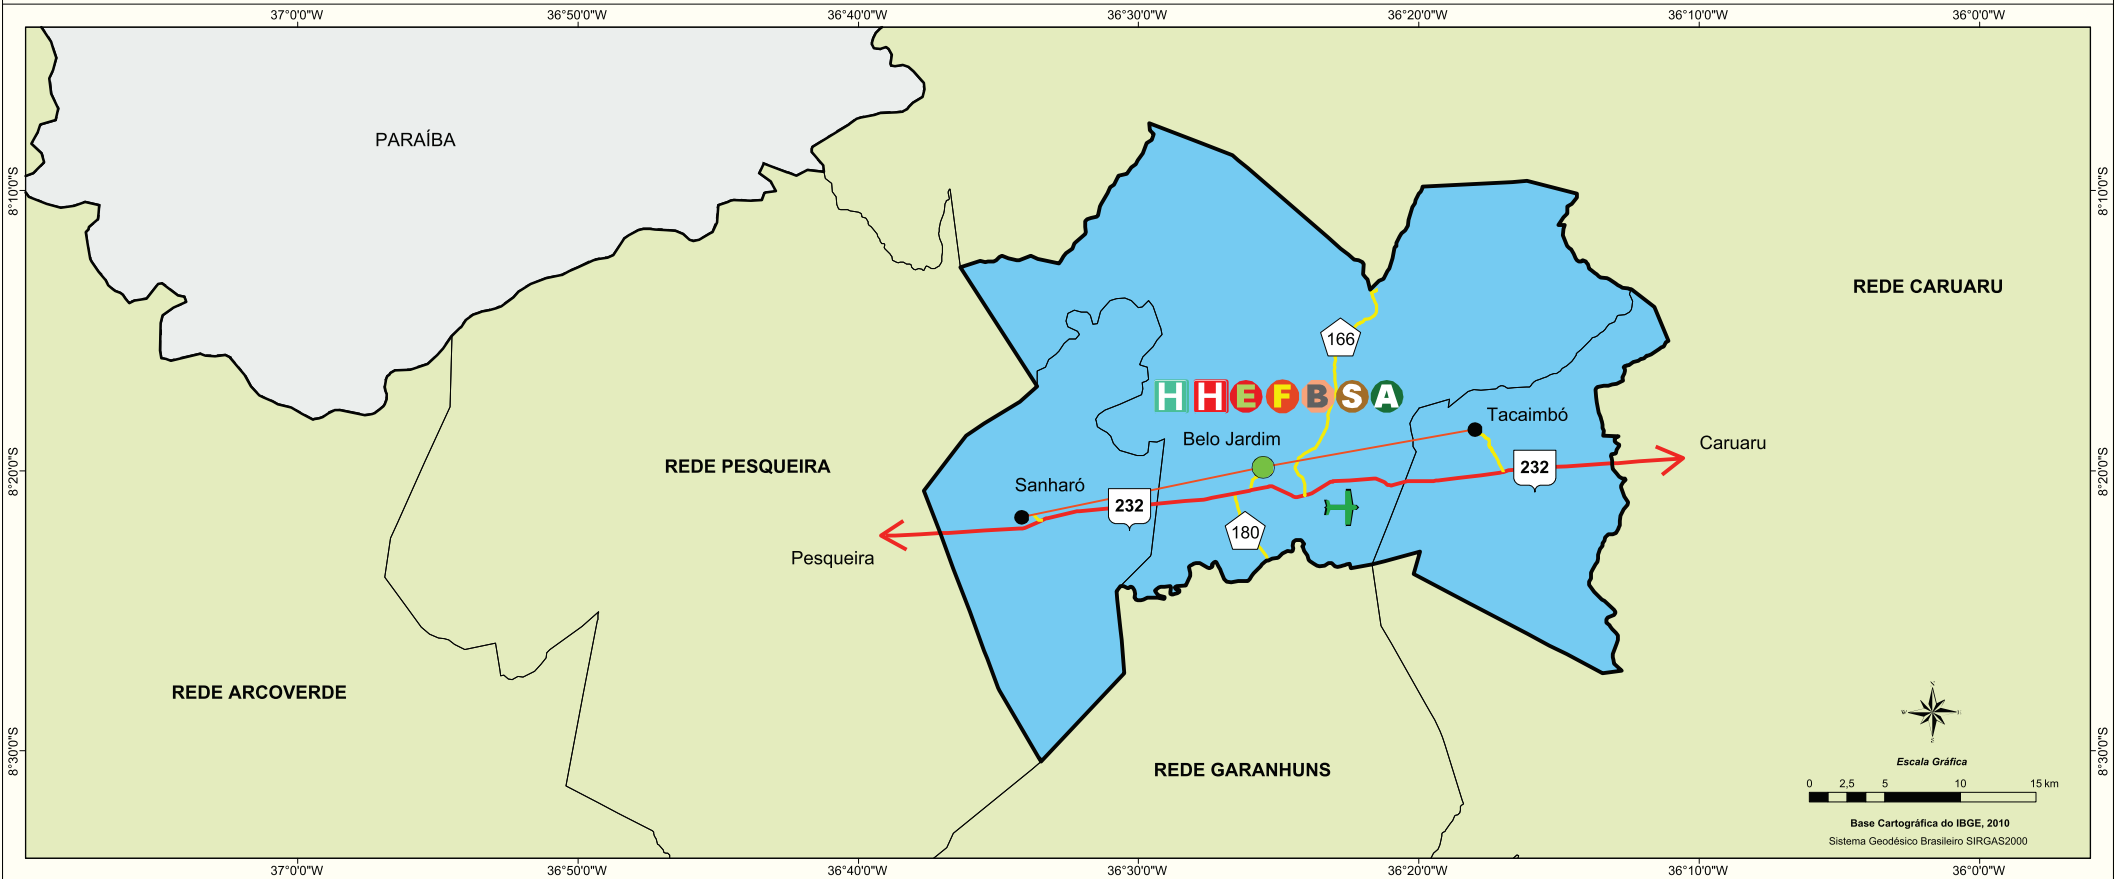 37°0'0"W 36°50'0"W 36°40'0"W 36°30'0"W 36°20'0"W 36°10'0"W 36°0'0"W
PARAÍBA
8°10'0"S 8°10'0"S
REDE CARUARU
166
H H E F B S A
Tacaimbó
Belo Jardim
Caruaru
REDE PESQUEIRA
232
8°20'0"S 8°20'0"S
Sanharó
232
180
Pesqueira
REDE ARCOVERDE
N
W E
S
8°30'0"S 8°30'0"S
Escala Gráfica
REDE GARANHUNS
0 2,5 5 10 15 km
Base Cartográfica do IBGE, 2010
Sistema Geodésico Brasileiro SIRGAS2000
37°0'0"W 36°50'0"W 36°40'0"W 36°30'0"W 36°20'0"W 36°10'0"W 36°0'0"W